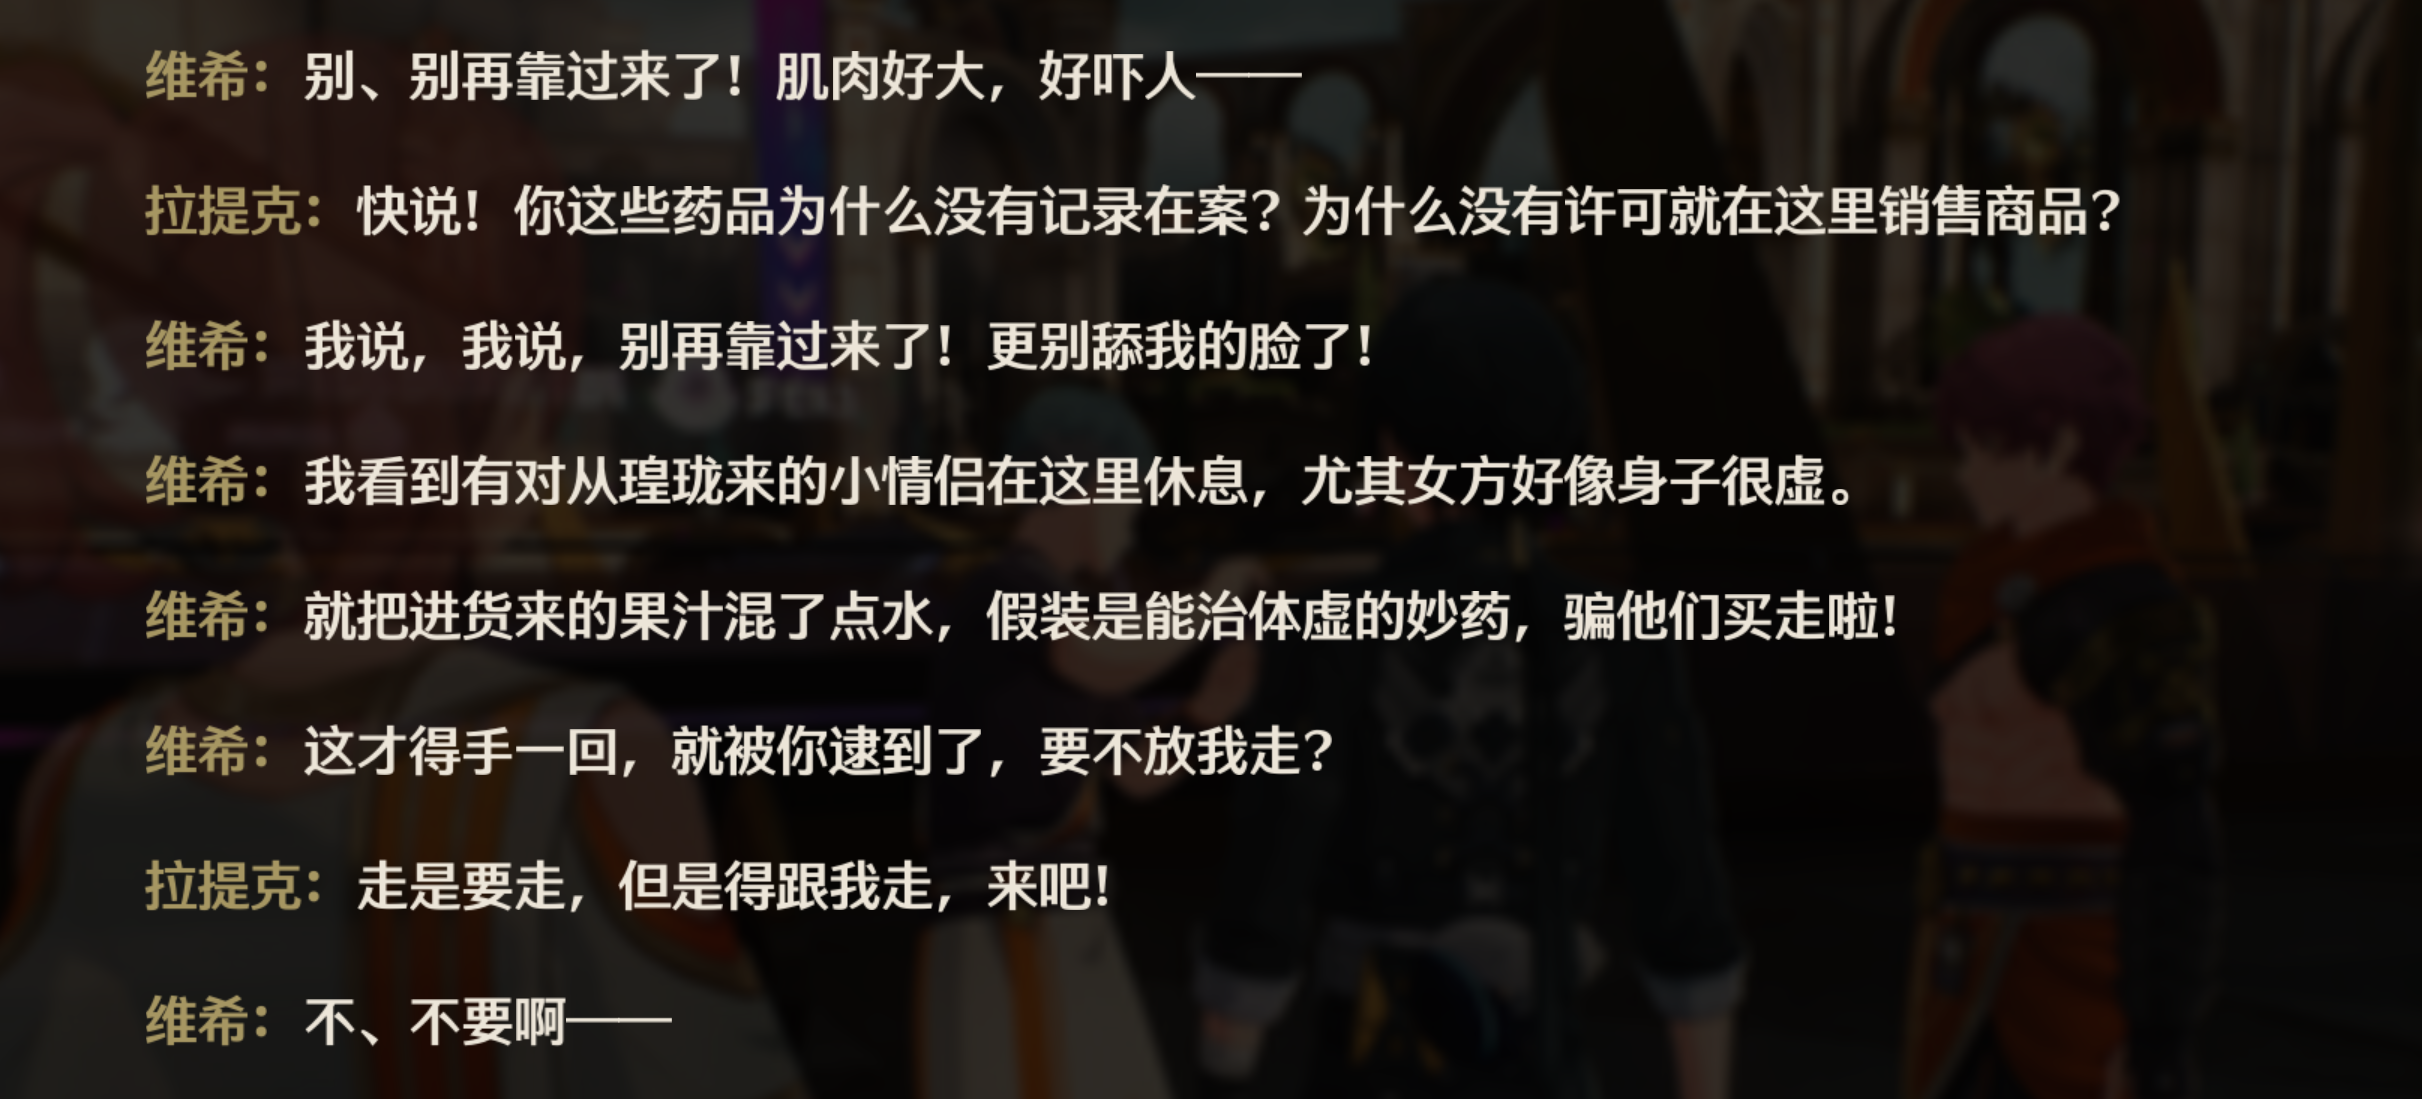 维希：别、别再靠过来了！肌肉好大，好吓人——
拉提克：快说！你这些药品为什么没有记录在案？为什么没有许可就在这里销售商品？
维希：我说，我说，别再靠过来了！更别舔我的脸了！
维希：我看到有对从瑝珑来的小情侣在这里休息，尤其女方好像身子很虚。
维希：就把进货来的果汁混了点水，假装是能治体虚的妙药，骗他们买走啦！
维希：这才得手一回，就被你逮到了，要不放我走？
拉提克：走是要走，但是得跟我走，来吧！
维希：不、不要啊——